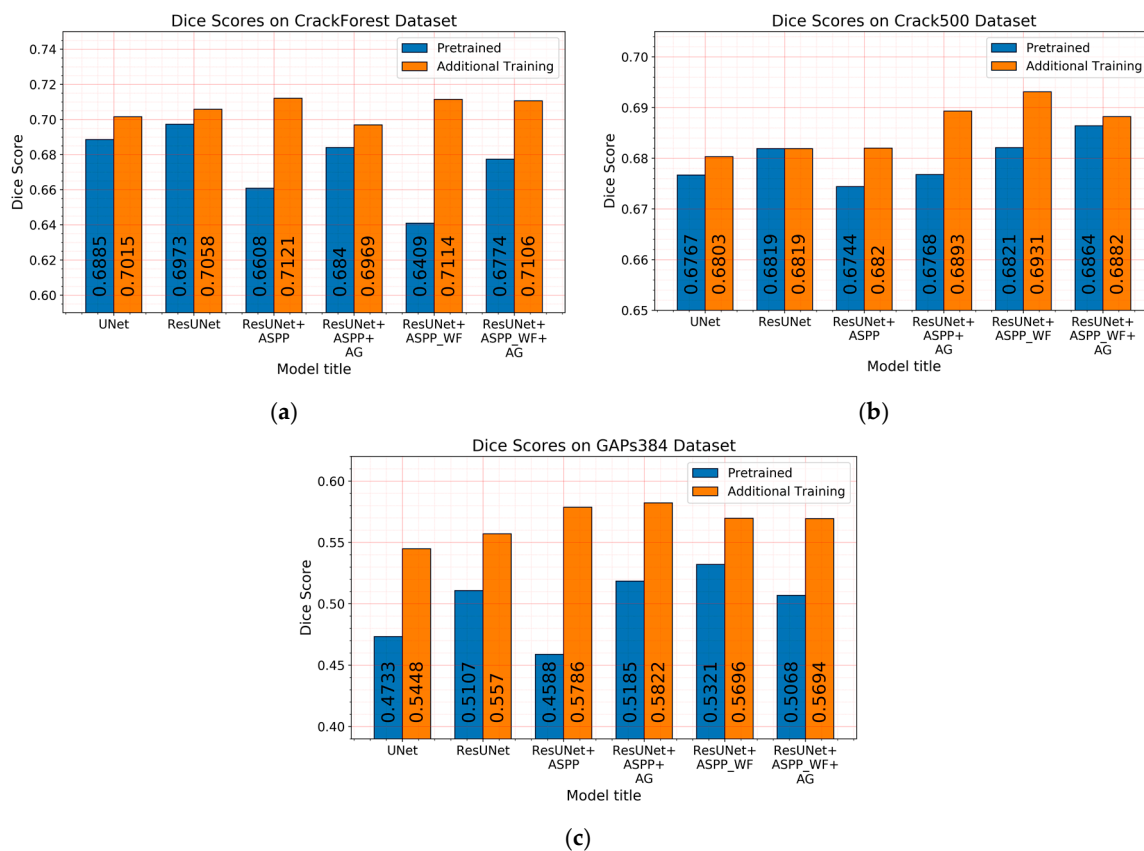 Dice Scores on CrackForest Dataset
Pretrained
Additional Training
Dice Score
0.74
0.72
0.70
0.68
0.66
0.64
0.62
0.60
0.6885
0.7015
0.6973
0.7058
0.6608
0.7121
0.684
0.6969
0.6409
0.7114
0.6774
0.7106
UNet
ResUNet
ResUNet+
ASPP
ResUNet+
ASPP+
AG
ResUNet+
ASPP_WF
ResUNet+
ASPP_WF+
AG
Model title
(a)
Dice Scores on Crack500 Dataset
Pretrained
Additional Training
Dice Score
0.70
0.69
0.68
0.67
0.66
0.65
0.6767
0.6803
0.6819
0.6819
0.6744
0.682
0.6768
0.6893
0.6821
0.6931
0.6864
0.6882
UNet
ResUNet
ResUNet+
ASPP
ResUNet+
ASPP+
AG
ResUNet+
ASPP_WF
ResUNet+
ASPP_WF+
AG
Model title
(b)
Dice Scores on GAPs384 Dataset
Pretrained
Additional Training
Dice Score
0.60
0.55
0.50
0.45
0.40
0.4733
0.5448
0.5107
0.557
0.4588
0.5786
0.5185
0.5822
0.5321
0.5696
0.5068
0.5694
UNet
ResUNet
ResUNet+
ASPP
ResUNet+
ASPP+
AG
ResUNet+
ASPP_WF
ResUNet+
ASPP_WF+
AG
Model title
(c)